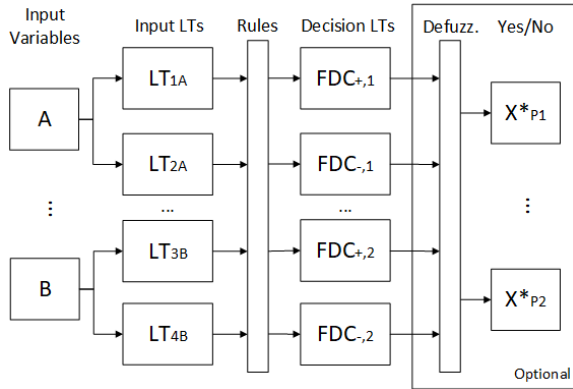 Input
Variables
Input LTs
Rules
Decision LTs
Defuzz.
Yes/No
A
LT1A
FDC+,1
X*P1
LT2A
FDC-,1
...
...
...
...
B
LT3B
FDC+,2
LT4B
FDC-,2
X*P2
Optional